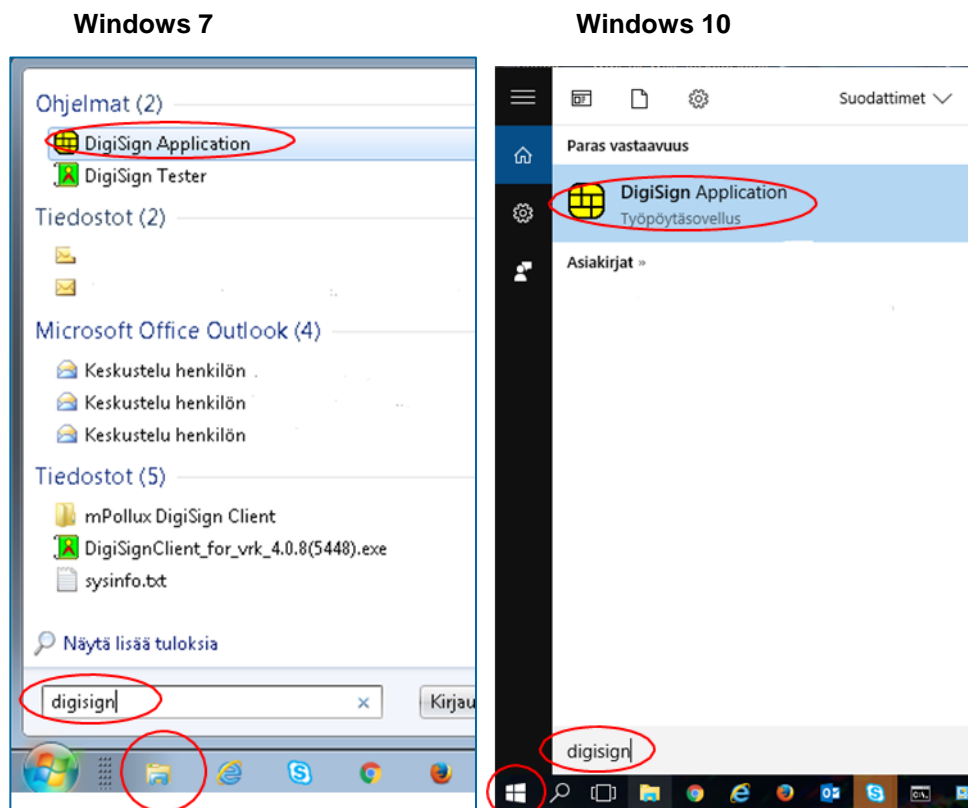 Windows 7
Ohjelmat (2)
DigiSign Application
DigiSign Tester
Tiedostot (2)
Microsoft Office Outlook (4)
Keskustelu henkilön
Keskustelu henkilön
Keskustelu henkilön
Tiedostot (5)
mPollux DigiSign Client
DigiSignClient_for_vrk_4.0.8(5448).exe
sysinfo.txt
Näytä lisää tuloksia
digisign
Kirjau
Windows 10
Suodattimet
Paras vastaavuus
DigiSign Application
Työpöytäsovellus
Asiakirjat »
digisign